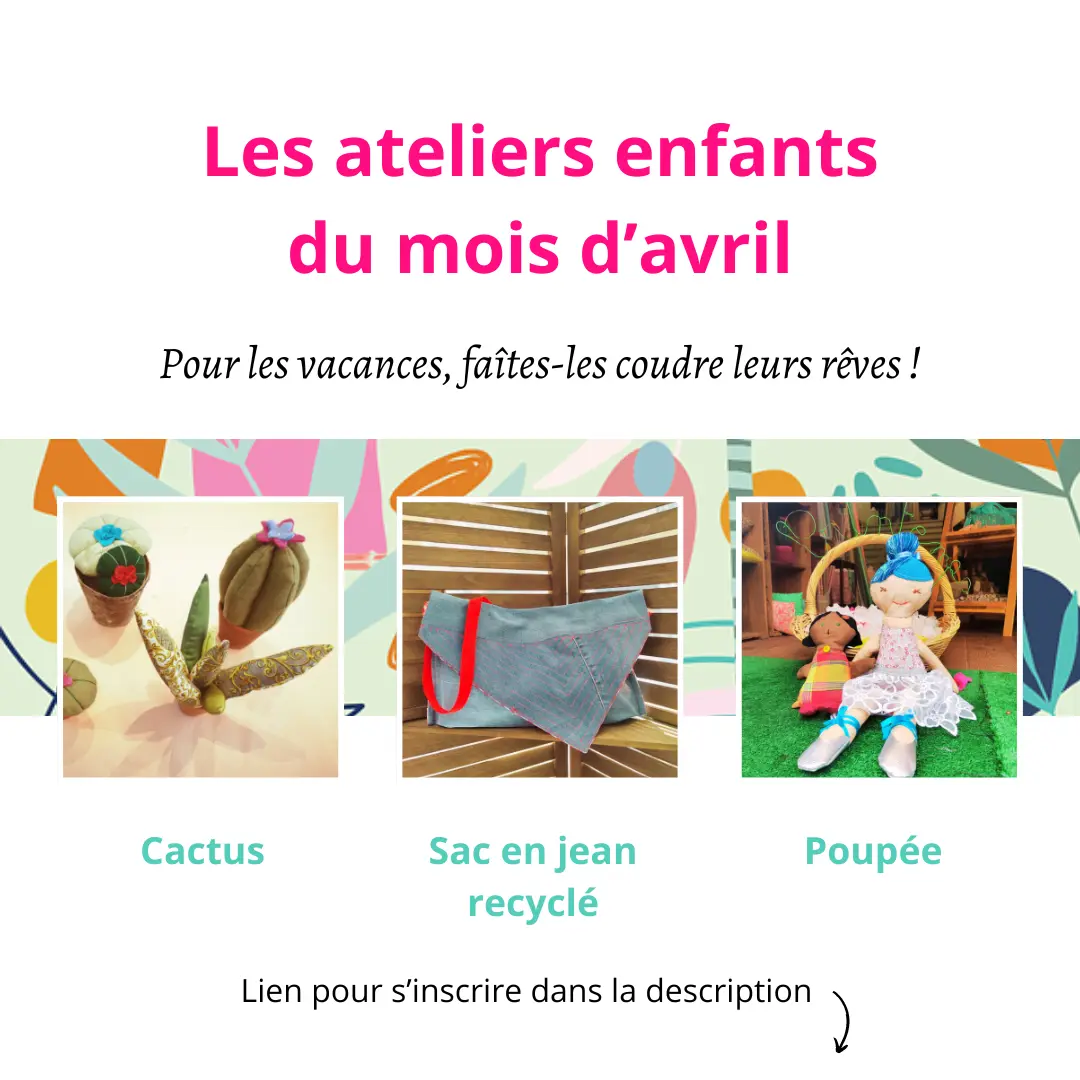 Les ateliers enfants
du mois d’avril
Pour les vacances, faîtes-les coudre leurs rêves !
Cactus
Sac en jean
recyclé
Poupée
Lien pour s’inscrire dans la description